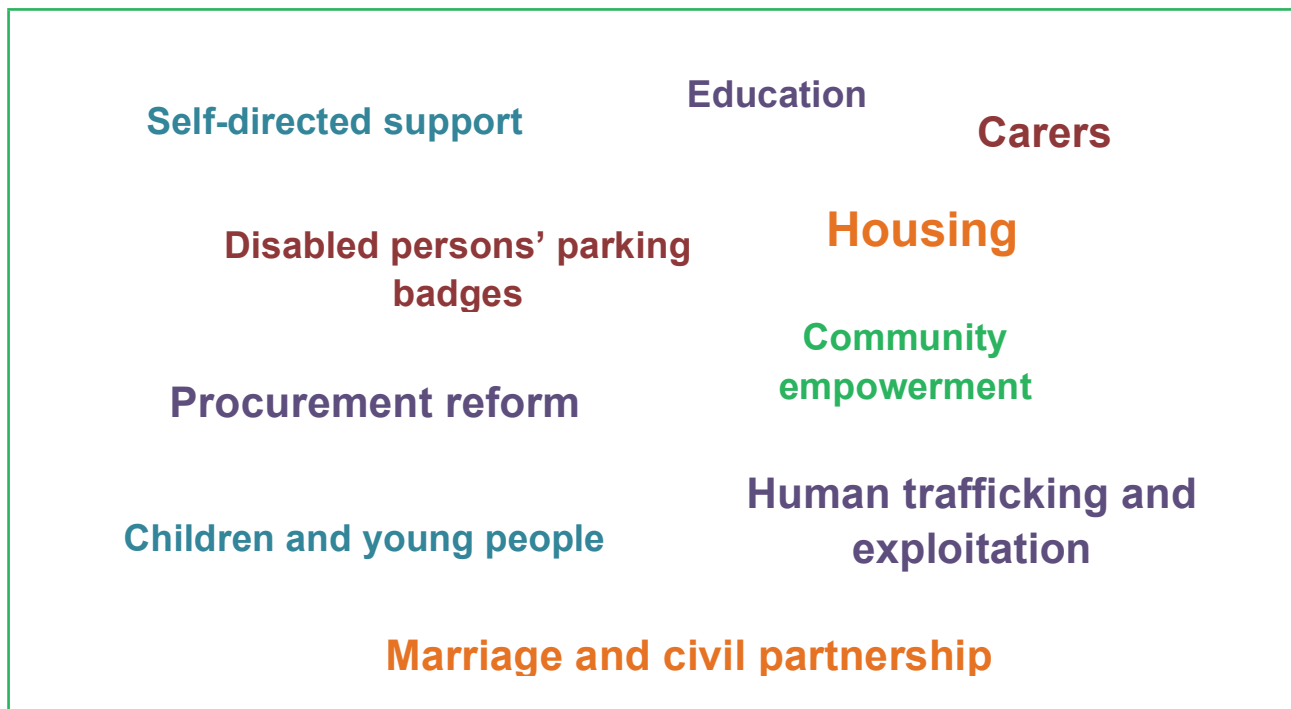 Education
Self-directed support
Carers
Housing
Disabled persons’ parking
badges
Community
empowerment
Procurement reform
Human trafficking and
exploitation
Children and young people
Marriage and civil partnership